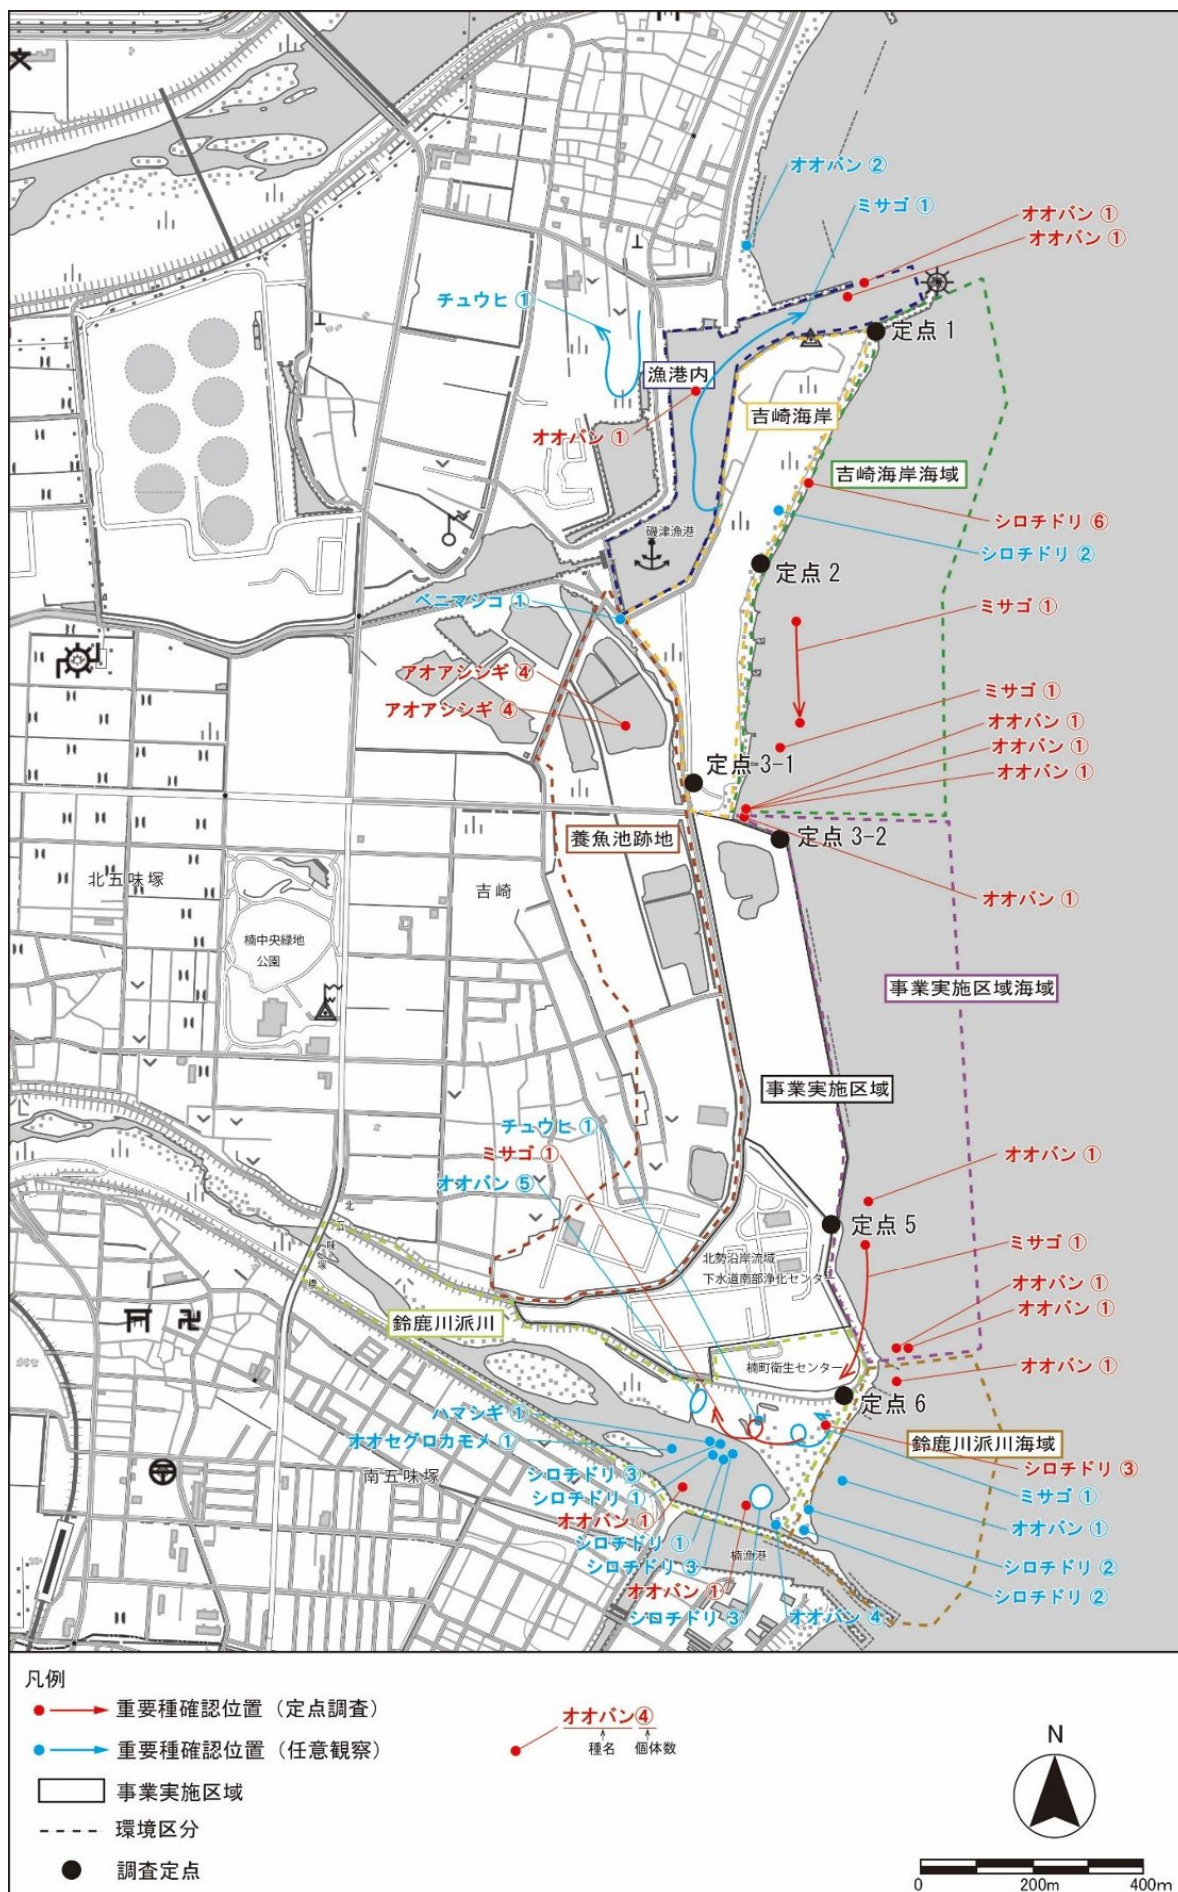 オオバン ②
ミサゴ ①
オオバン ①
オオバン ①
チュウヒ ①
定点 1
漁港内
吉崎海岸
オオバン ①
吉崎海岸海域
シロチドリ ⑥
磯津漁港
シロチドリ ②
定点 2
ベニマシコ ①
ミサゴ ①
アオアシシギ ④
アオアシシギ ④
ミサゴ ①
オオバン ①
オオバン ①
オオバン ①
定点 3-1
養魚池跡地
定点 3-2
北五味塚
吉崎
オオバン ①
楠中央緑地
公園
事業実施区域海域
事業実施区域
チュウヒ ①
ミサゴ ①
オオバン ⑤
オオバン ①
定点 5
北五味塚橋
北勢沿岸流域
下水道南部浄化センター
ミサゴ ①
オオバン ①
オオバン ①
鈴鹿川派川
楠町衛生センター
オオバン ①
定点 6
ハマシギ ①
オオセグロカモメ ①
鈴鹿川派川海域
南五味塚
シロチドリ ③
シロチドリ ③
シロチドリ ①
ミサゴ ①
オオバン ①
オオバン ①
シロチドリ ①
楠漁港
シロチドリ ③
シロチドリ ②
オオバン ①
シロチドリ ③
オオバン ④
シロチドリ ②
凡例
重要種確認位置（定点調査）
オオバン④
種名 個体数
重要種確認位置（任意観察）
事業実施区域
環境区分
調査定点
N
0 200m 400m